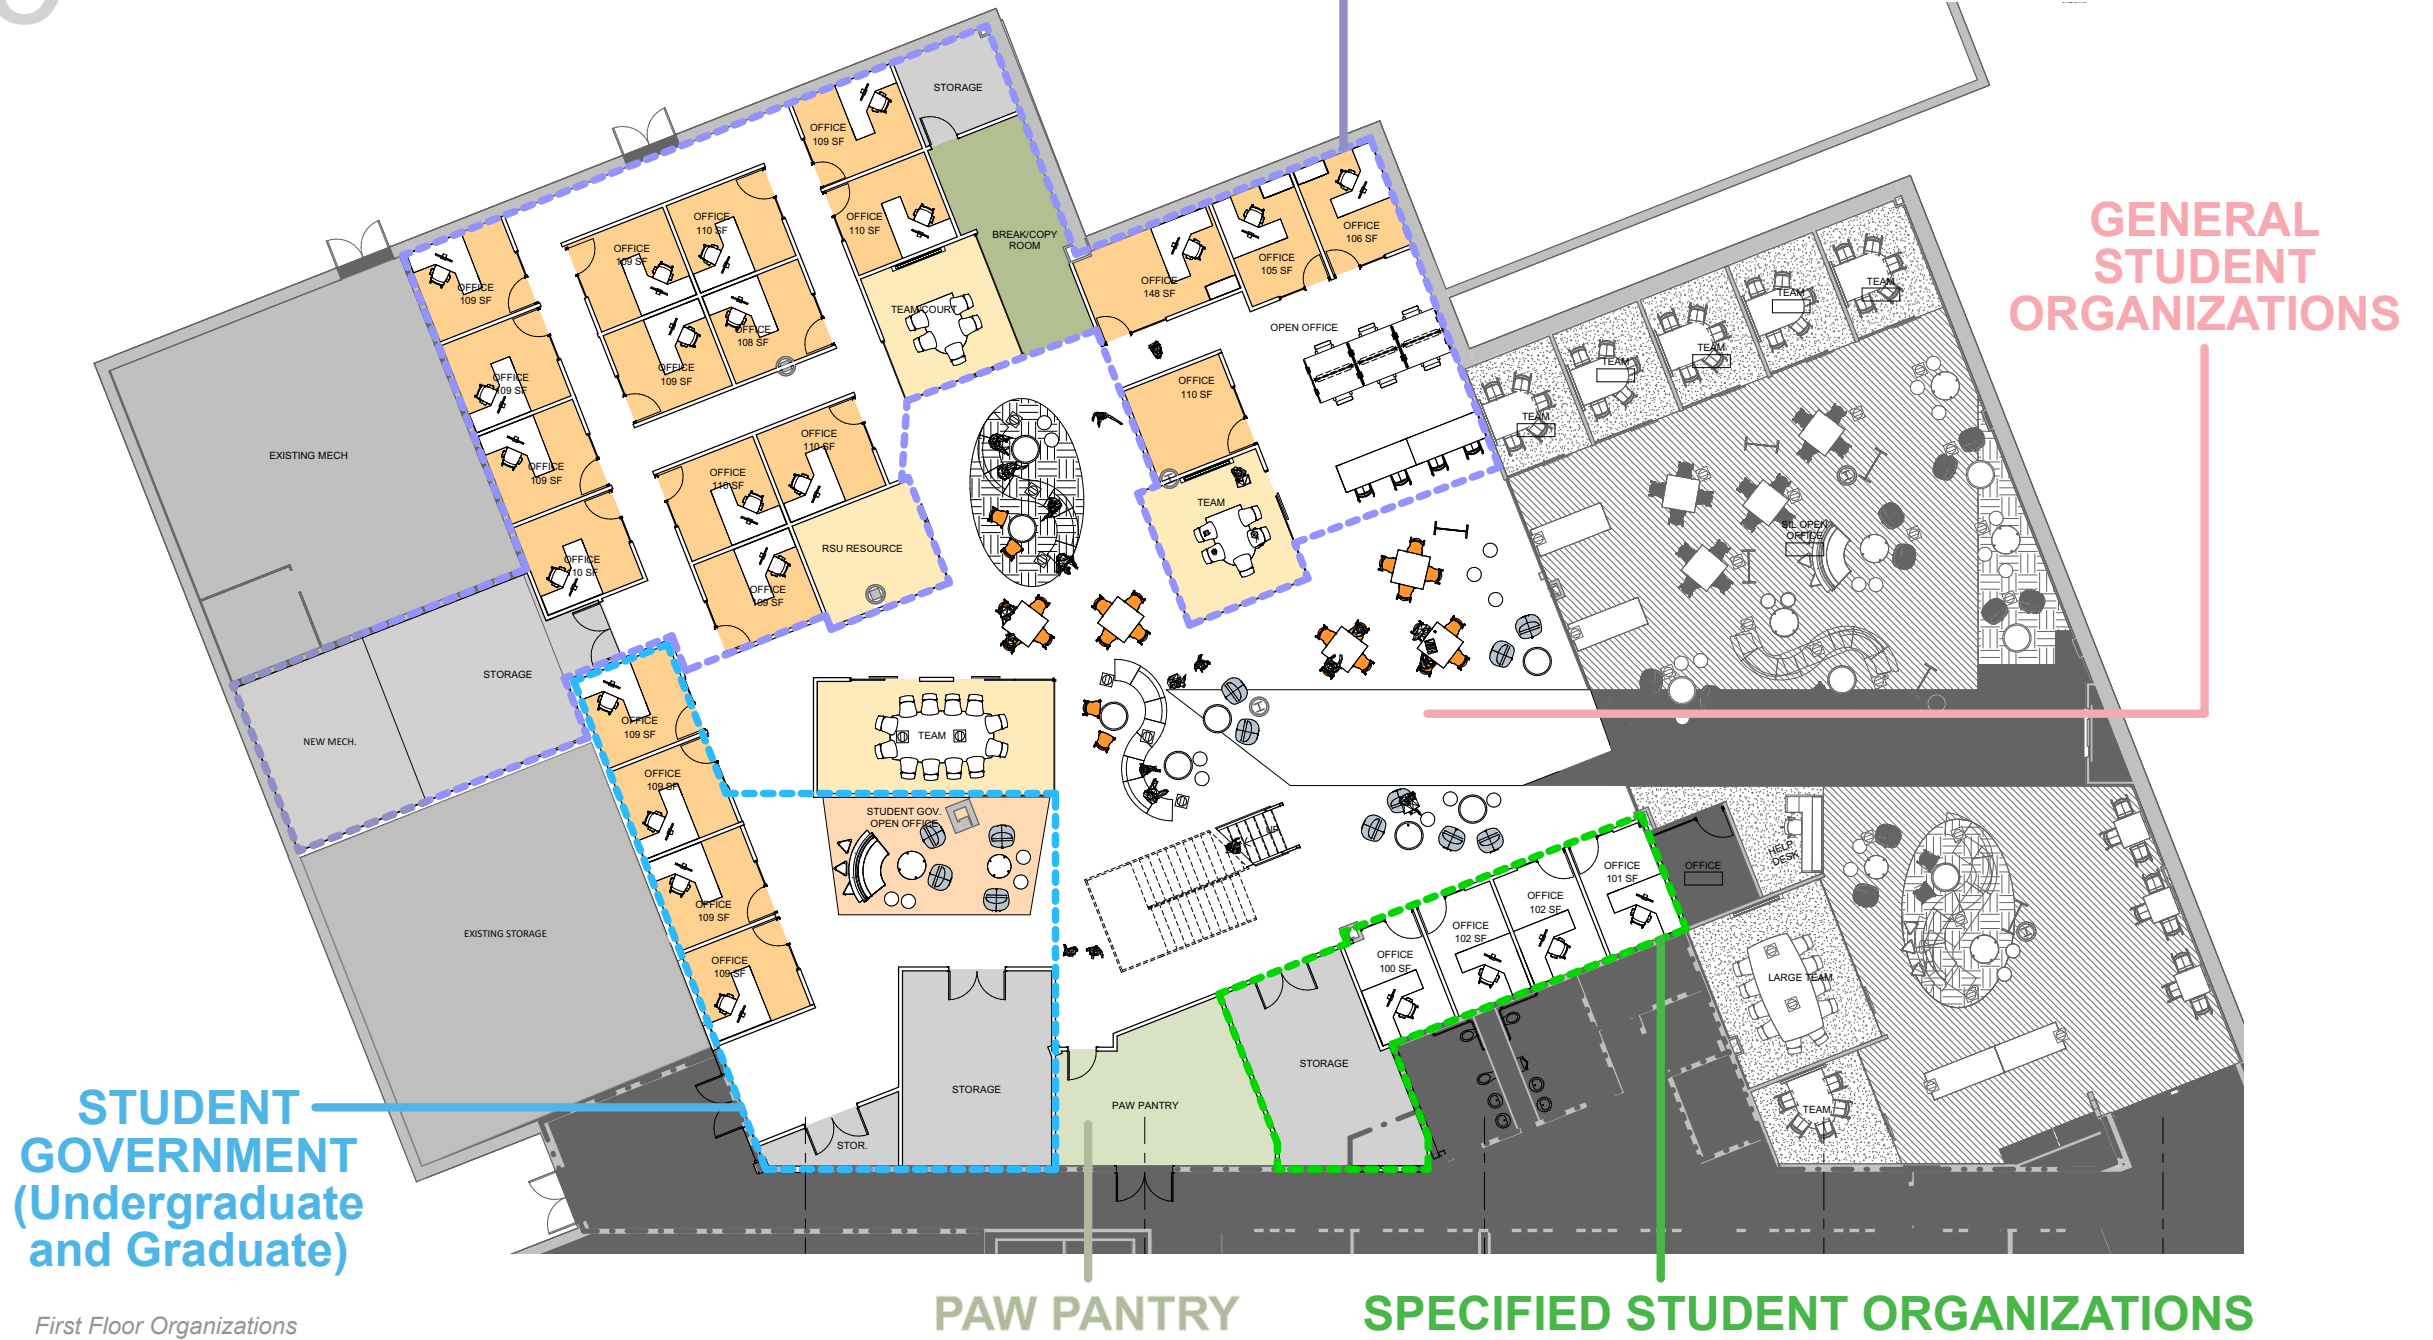 STORAGE
OFFICE
109 SF
OFFICE
110 SF
BREAK/COPY
ROOM
OFFICE
110 SF
OFFICE
109 SF
OFFICE
109 SF
OFFICE
108 SF
OFFICE
109 SF
TEAM/COURT
OFFICE
148 SF
OFFICE
105 SF
OFFICE
106 SF
OPEN OFFICE
OFFICE
110 SF
TEAM
GENERAL
STUDENT
ORGANIZATIONS
TEAM
TEAM
TEAM
TEAM
TEAM
SIL OPEN
OFFICE
EXISTING MECH
OFFICE
109 SF
OFFICE
109 SF
OFFICE
10 SF
OFFICE
110 SF
OFFICE
110 SF
OFFICE
109 SF
RSU RESOURCE
STORAGE
NEW MECH.
EXISTING STORAGE
OFFICE
109 SF
OFFICE
109 SF
OFFICE
109 SF
OFFICE
109 SF
TEAM
STUDENT GOV.
OPEN OFFICE
UP
OFFICE
101 SF
OFFICE
102 SF
OFFICE
102 SF
OFFICE
100 SF
OFFICE
HELP
DESK
LARGE TEAM
TEAM
STORAGE
STORAGE
STOR.
PAW PANTRY
STUDENT
GOVERNMENT
(Undergraduate
and Graduate)
PAW PANTRY
SPECIFIED STUDENT ORGANIZATIONS
First Floor Organizations